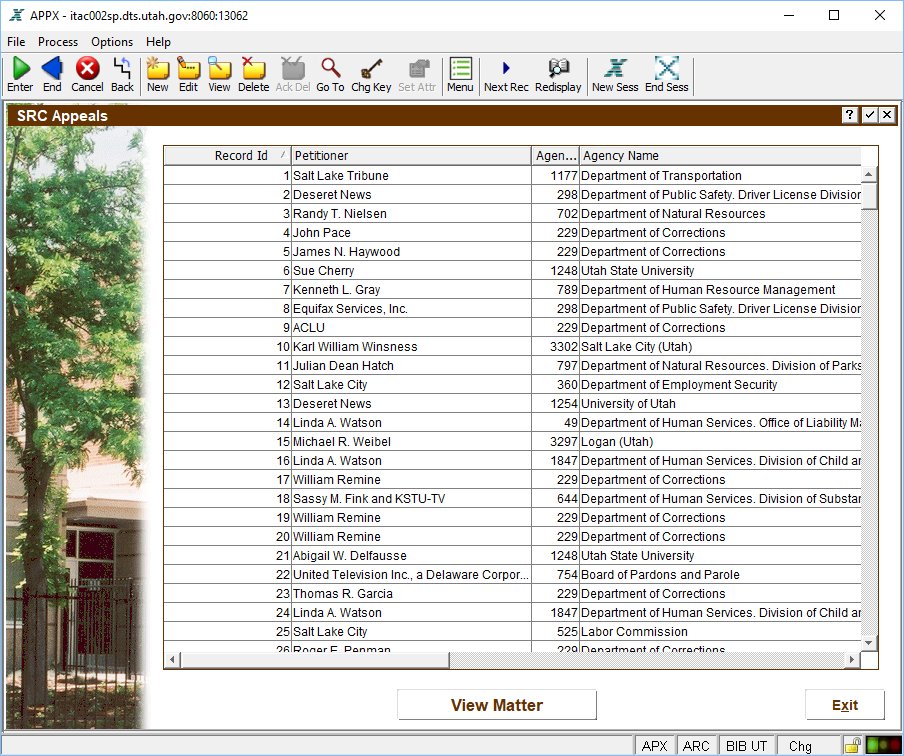 APPX - itac002sp.dts.utah.gov:8060:13062
File Process Options Help
Enter End Cancel Back New Edit View Delete Ack Del Go To Chg Key Set Attr Menu Next Rec Redisplay New Sess End Sess
SRC Appeals ?
Record Id / Petitioner Agen... Agency Name
1 Salt Lake Tribune 1177 Department of Transportation
2 Deseret News 298 Department of Public Safety. Driver License Division
3 Randy T. Nielsen 702 Department of Natural Resources
4 John Pace 229 Department of Corrections
5 James N. Haywood 229 Department of Corrections
6 Sue Cherry 1248 Utah State University
7 Kenneth L. Gray 789 Department of Human Resource Management
8 Equifax Services, Inc. 298 Department of Public Safety. Driver License Division
9 ACLU 229 Department of Corrections
10 Karl William Winsness 3302 Salt Lake City (Utah)
11 Julian Dean Hatch 797 Department of Natural Resources. Division of Parks
12 Salt Lake City 360 Department of Employment Security
13 Deseret News 1254 University of Utah
14 Linda A. Watson 49 Department of Human Services. Office of Liability Ma
15 Michael R. Weibel 3297 Logan (Utah)
16 Linda A. Watson 1847 Department of Human Services. Division of Child an
17 William Remine 229 Department of Corrections
18 Sassy M. Fink and KSTU-TV 644 Department of Human Services. Division of Substan
19 William Remine 229 Department of Corrections
20 William Remine 229 Department of Corrections
21 Abigail W. Delfausse 1248 Utah State University
22 United Television Inc., a Delaware Corpor... 754 Board of Pardons and Parole
23 Thomas R. Garcia 229 Department of Corrections
24 Linda A. Watson 1847 Department of Human Services. Division of Child an
25 Salt Lake City 525 Labor Commission
26 Roger E. Penman 229 Department of Corrections
View Matter Exit
APX ARC BIB UT Chg